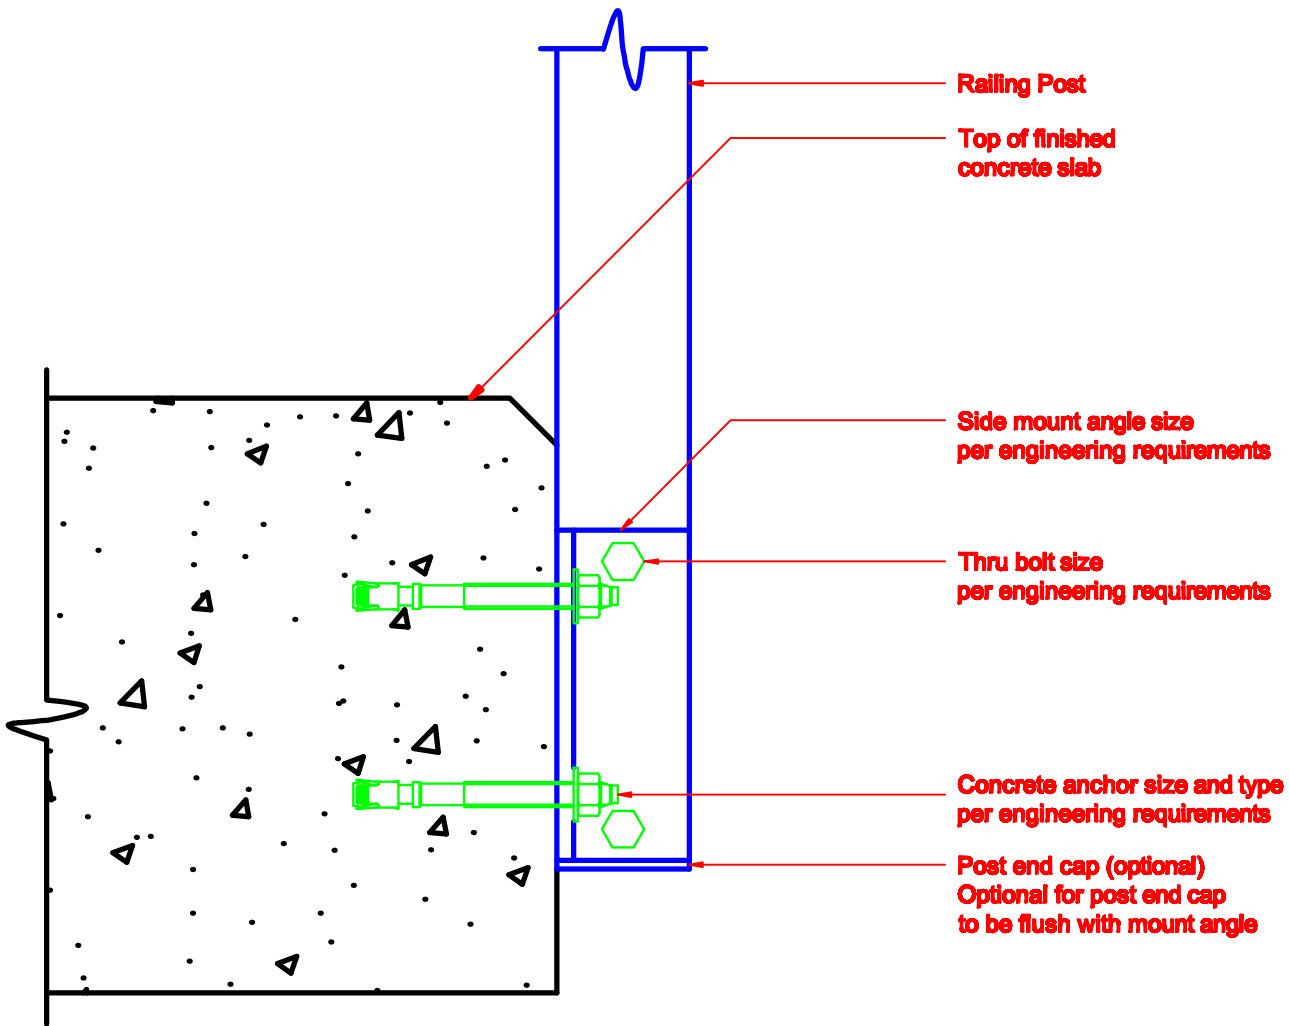 Railing Post
Top of finished
concrete slab
Side mount angle size
per engineering requirements
Thru bolt size
per engineering requirements
Concrete anchor size and type
per engineering requirements
Post end cap (optional)
Optional for post end cap
to be flush with mount angle